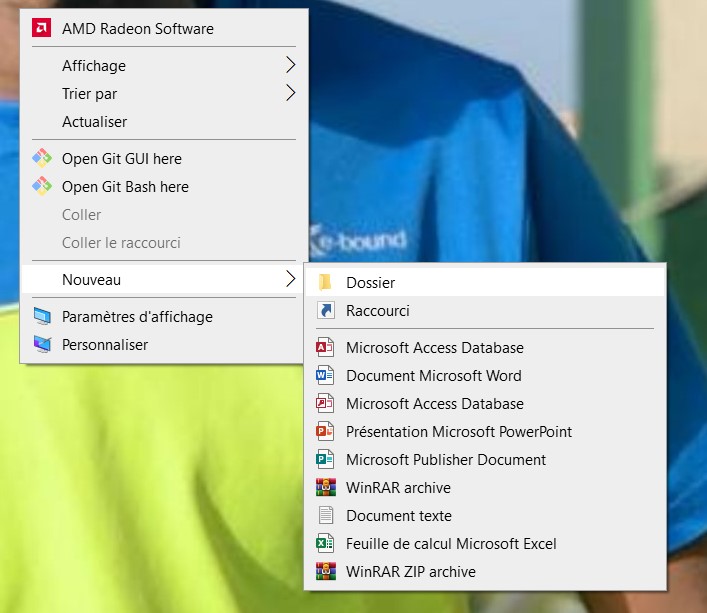 AMD Radeon Software
Affichage
Trier par
Actualiser
Open Git GUI here
Open Git Bash here
Coller
Coller le raccourci
Nouveau
Paramètres d'affichage
Personnaliser
e-bound
Dossier
Raccourci
Microsoft Access Database
Document Microsoft Word
Microsoft Access Database
Présentation Microsoft PowerPoint
Microsoft Publisher Document
WinRAR archive
Document texte
Feuille de calcul Microsoft Excel
WinRAR ZIP archive